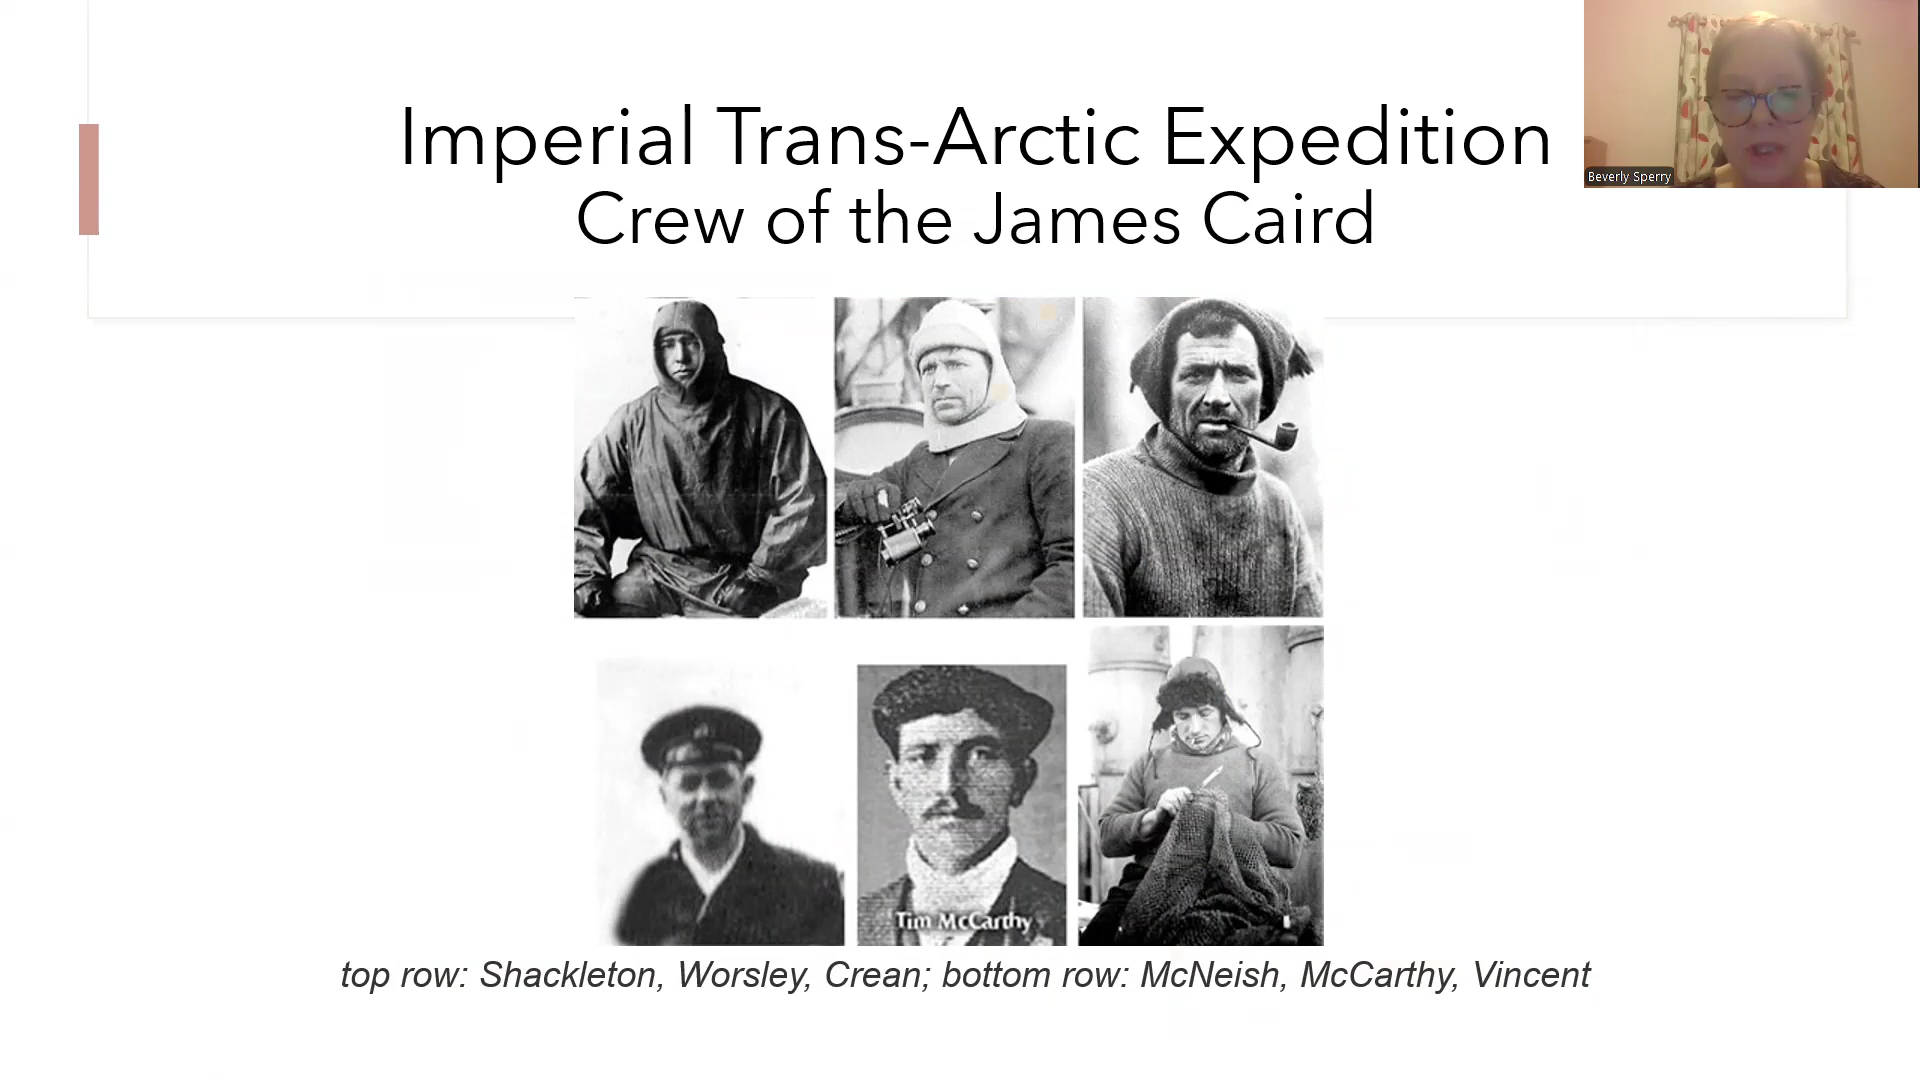 Imperial Trans-Arctic Expedition
Crew of the James Caird
Beverly Sperry
Tim McCarthy
top row: Shackleton, Worsley, Crean; bottom row: McNeish, McCarthy, Vincent